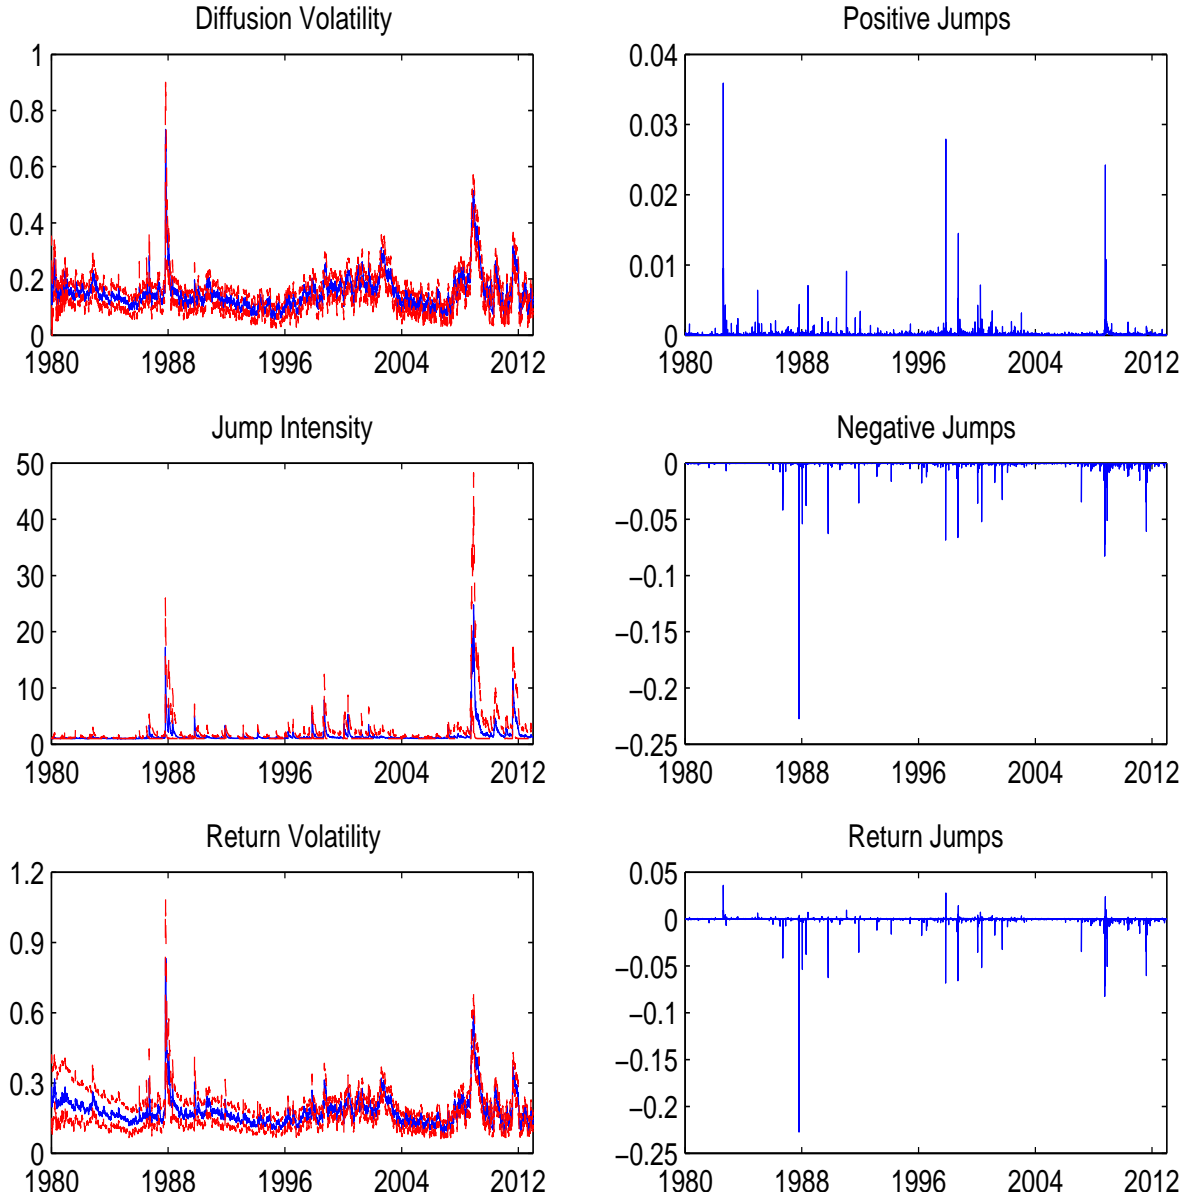 Diffusion Volatility
1
0.8
0.6
0.4
0.2
0
1980 1988 1996 2004 2012
Positive Jumps
0.04
0.03
0.02
0.01
0
1980 1988 1996 2004 2012
Jump Intensity
50
40
30
20
10
0
1980 1988 1996 2004 2012
Negative Jumps
0
−0.05
−0.1
−0.15
−0.2
−0.25
1980 1988 1996 2004 2012
Return Volatility
1.2
0.9
0.6
0.3
0
1980 1988 1996 2004 2012
Return Jumps
0.05
0
−0.05
−0.1
−0.15
−0.2
−0.25
1980 1988 1996 2004 2012